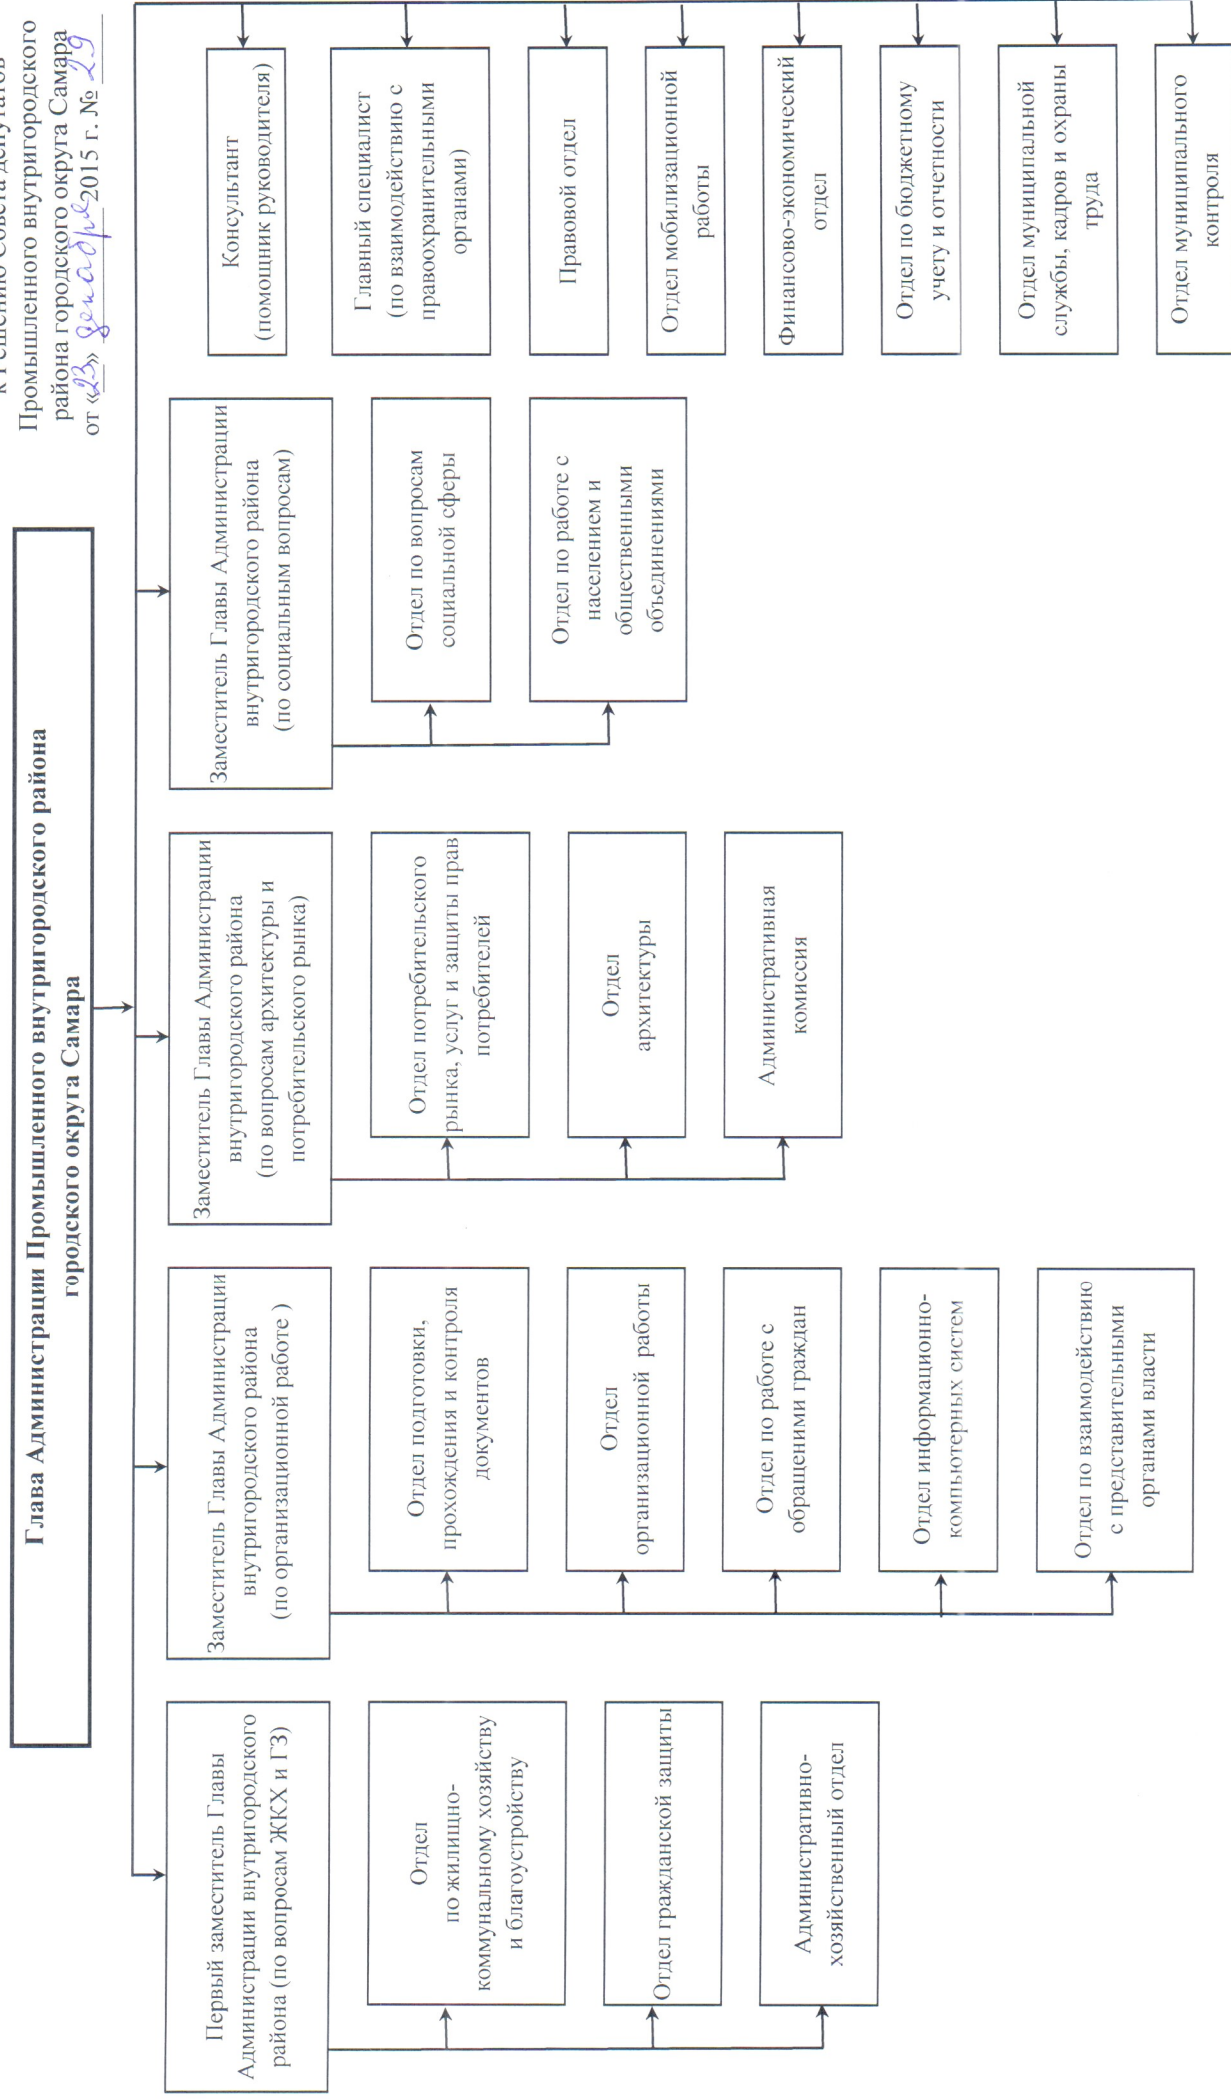 к Решению Совета депутатов
Промышленного внутригородского
района городского округа Самара
от «23» декабря 2015 г. № 29
Глава Администрации Промышленного внутригородского района
городского округа Самара
Первый заместитель Главы
Администрации внутригородского
района (по вопросам ЖКХ и ГЗ)
Отдел
по жилищно-
коммунальному хозяйству
и благоустройству
Отдел гражданской защиты
Административно-
хозяйственный отдел
Заместитель Главы Администрации
внутригородского района
(по организационной работе )
Отдел подготовки,
прохождения и контроля
документов
Отдел
организационной работы
Отдел по работе с
обращениями граждан
Отдел информационно-
компьютерных систем
Отдел по взаимодействию
с представительными
органами власти
Заместитель Главы Администрации
внутригородского района
(по вопросам архитектуры и
потребительского рынка)
Отдел потребительского
рынка, услуг и защиты прав
потребителей
Отдел
архитектуры
Административная
комиссия
Заместитель Главы Администрации
внутригородского района
(по социальным вопросам)
Отдел по вопросам
социальной сферы
Отдел по работе с
населением и
общественными
объединениями
Консультант
(помощник руководителя)
Главный специалист
(по взаимодействию с
правоохранительными
органами)
Правовой отдел
Отдел мобилизационной
работы
Финансово-экономический
отдел
Отдел по бюджетному
учету и отчетности
Отдел муниципальной
службы, кадров и охраны
труда
Отдел муниципального
контроля